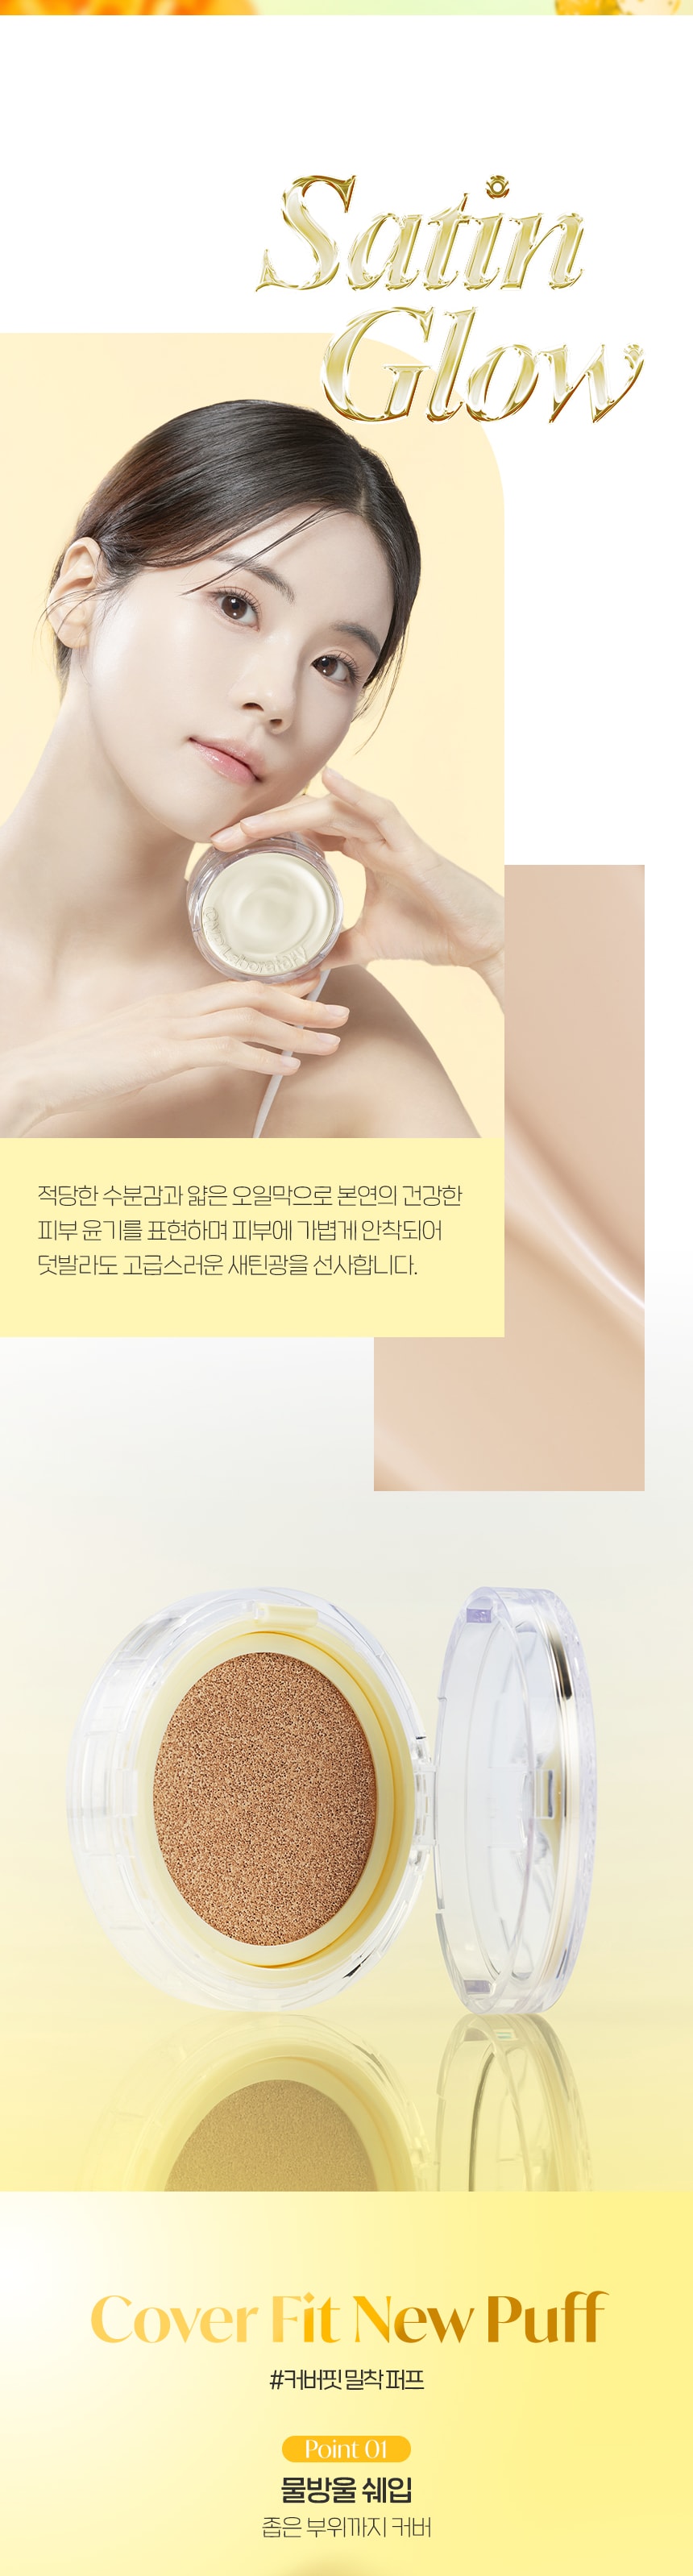 Satin
Glow
적당한 수분감과 얇은 오일막으로 본연의 건강한
피부 윤기를 표현하며 피부에 가볍게 안착되어
덧발라도 고급스러운 새틴광을 선사합니다.
Cover Fit New Puff
#커버핏 밀착 퍼프
Point 01
물방울 쉐입
좁은 부위까지 커버